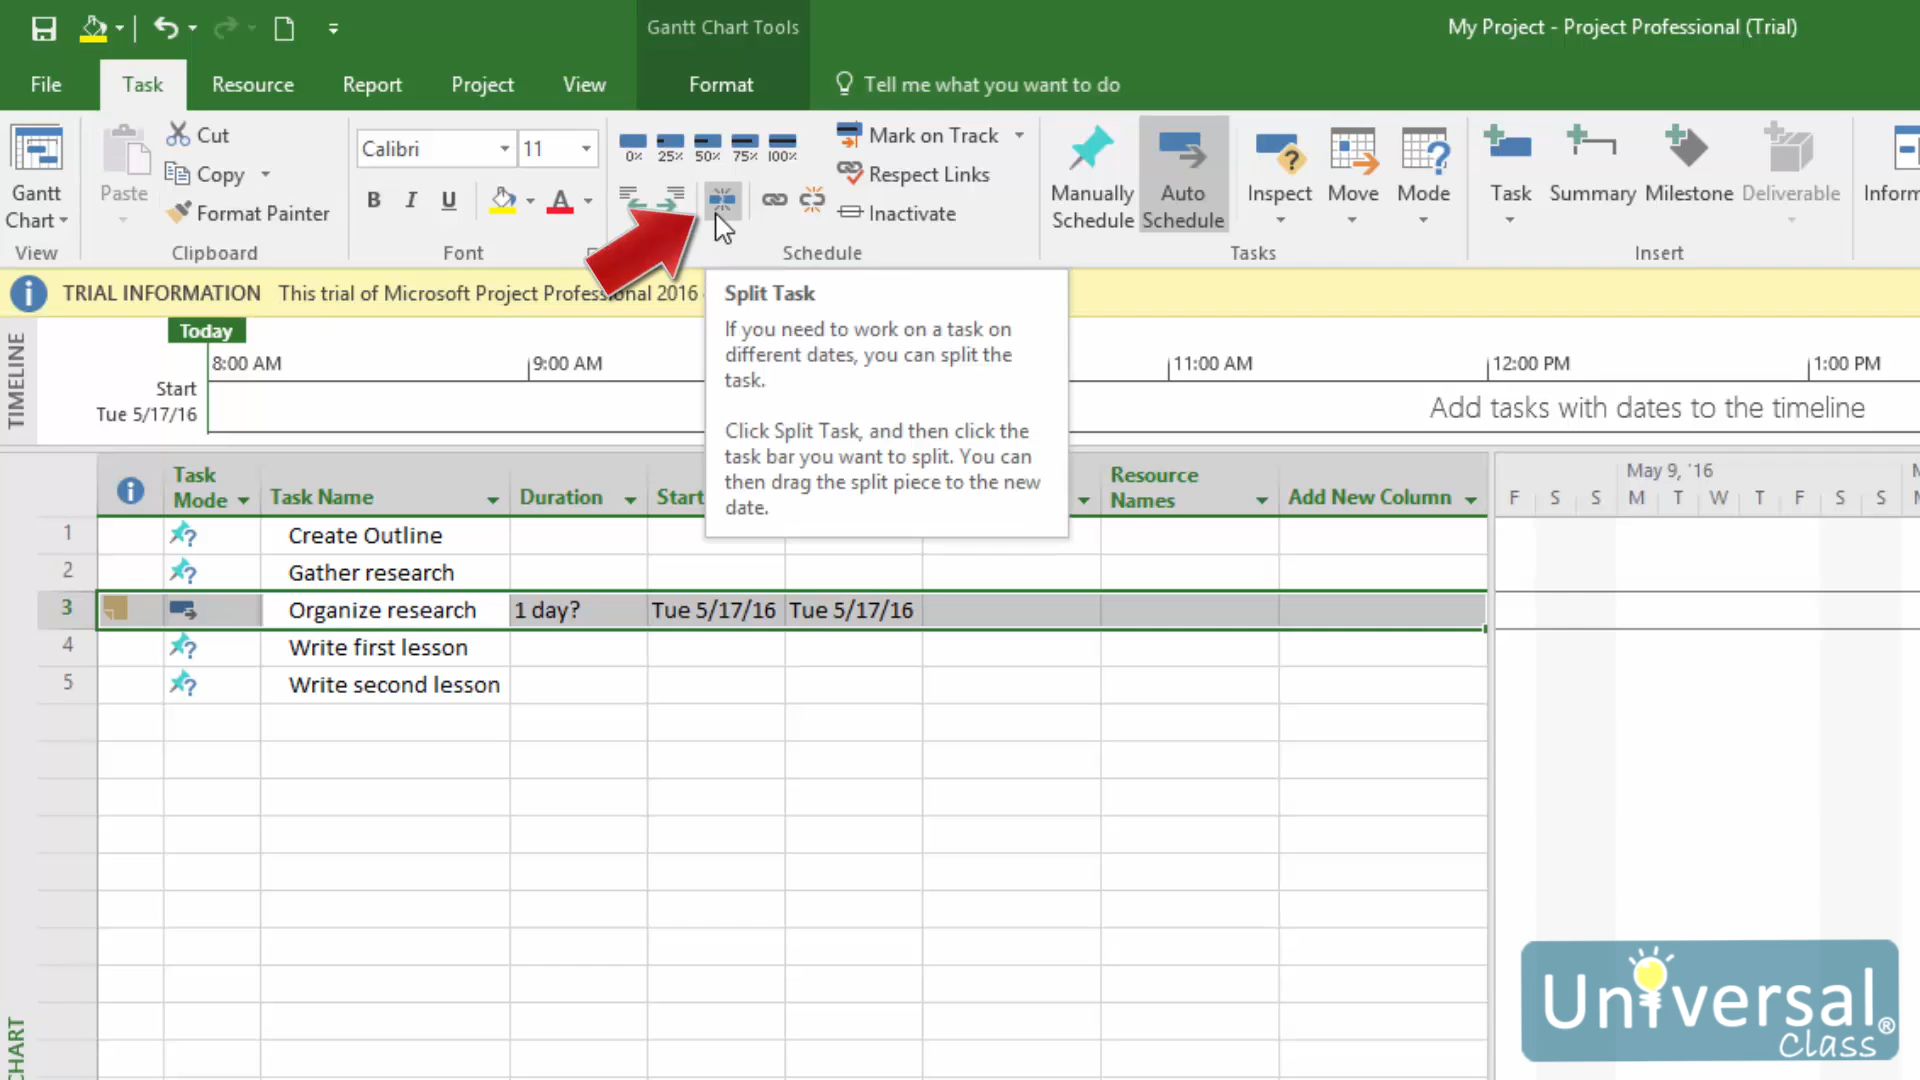 Gantt Chart Tools
My Project - Project Professional (Trial)
File Task Resource Report Project View Format Tell me what you want to do
Gantt Chart
View
Paste
Cut
Copy
Format Painter
Clipboard
Calibri 11
B I U A
Font
0% 25% 50% 75% 100%
Mark on Track
Respect Links
Inactivate
Schedule
Manually Schedule
Auto Schedule
Inspect Move Mode
Tasks
Task Summary Milestone Deliverable
Insert
Inform
TRIAL INFORMATION This trial of Microsoft Project Professional 2016
Split Task
If you need to work on a task on
different dates, you can split the
task.
Click Split Task, and then click the
task bar you want to split. You can
then drag the split piece to the new
date.
TIMELINE
Today
8:00 AM 9:00 AM 11:00 AM 12:00 PM 1:00 PM
Start
Tue 5/17/16
Add tasks with dates to the timeline
Task Mode Task Name Duration Start Resource Names Add New Column
May 9, '16
F S S M T W T F S S
1 Create Outline
2 Gather research
3 Organize research 1 day? Tue 5/17/16 Tue 5/17/16
4 Write first lesson
5 Write second lesson
CHART
Universal
Class
®